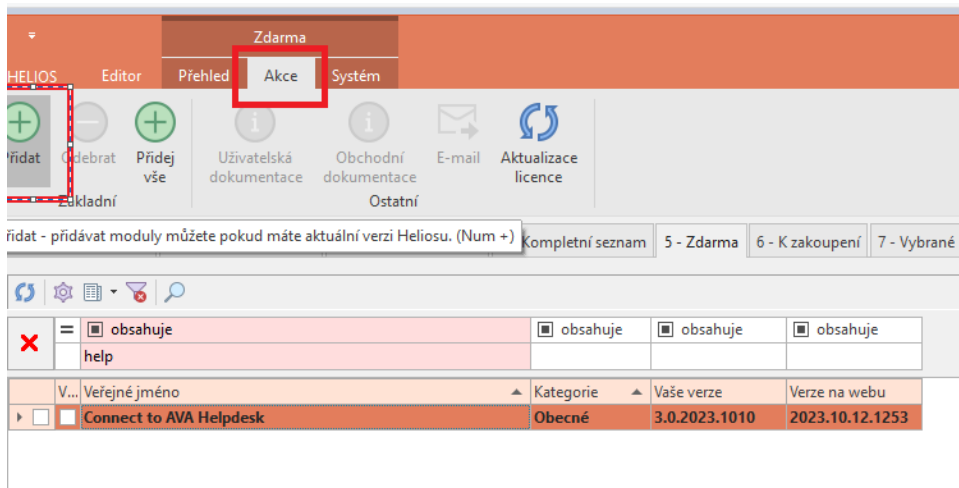 Zdarma
HELIOS Editor Přehled Akce Systém
Přidat Odebrat Přidej vše Uživatelská dokumentace Obchodní dokumentace E-mail Aktualizace licence
Základní Ostatní
řidat - přidávat moduly můžete pokud máte aktuální verzi Heliosu. (Num +) Kompletní seznam 5 - Zdarma 6 - K zakoupení 7 - Vybrané
= obsahuje obsahuje obsahuje obsahuje
help
V... Veřejné jméno Kategorie Vaše verze Verze na webu
Connect to AVA Helpdesk Obecné 3.0.2023.1010 2023.10.12.1253